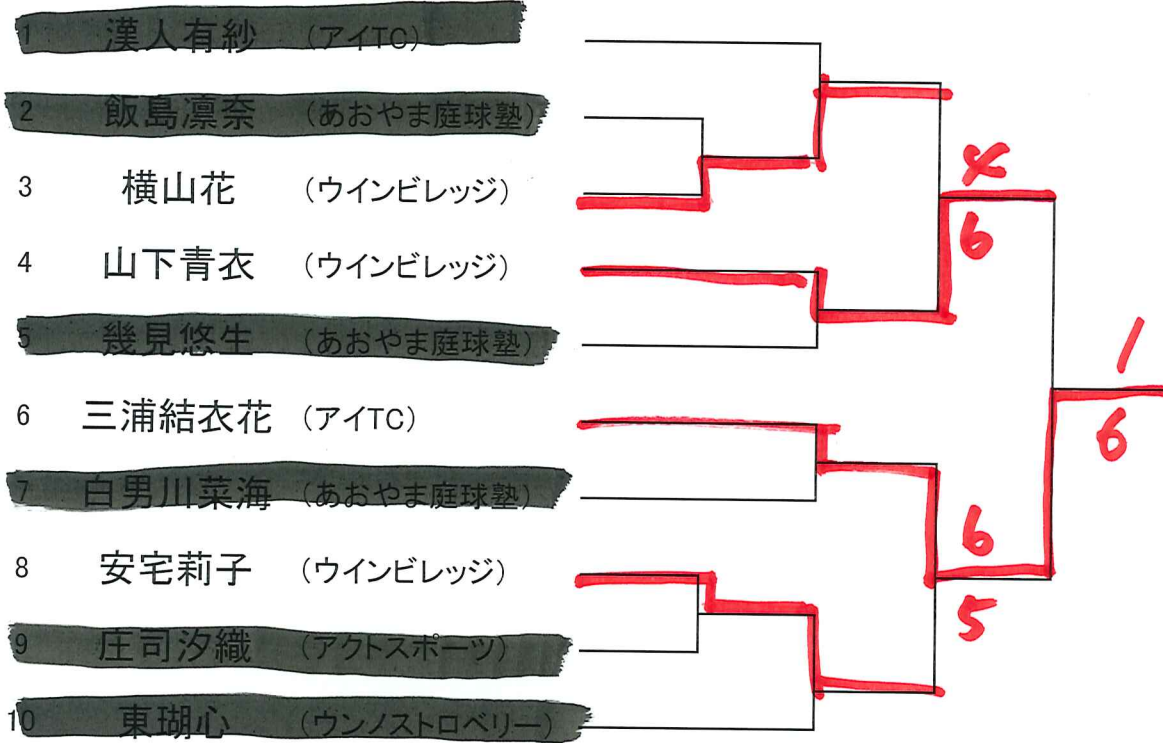 1 漢人有紗 (アイTC)
2 飯島凛奈 (あおやま庭球塾)
3 横山花 (ウインビレッジ)
4 山下青衣 (ウインビレッジ)
5 幾見悠生 (あおやま庭球塾)
6 三浦結衣花 (アイTC)
7 白男川菜海 (あおやま庭球塾)
8 安宅莉子 (ウインビレッジ)
9 庄司汐織 (アクトスポーツ)
10 東瑚心 (ウンノストロベリー)
6
1
6
6
5